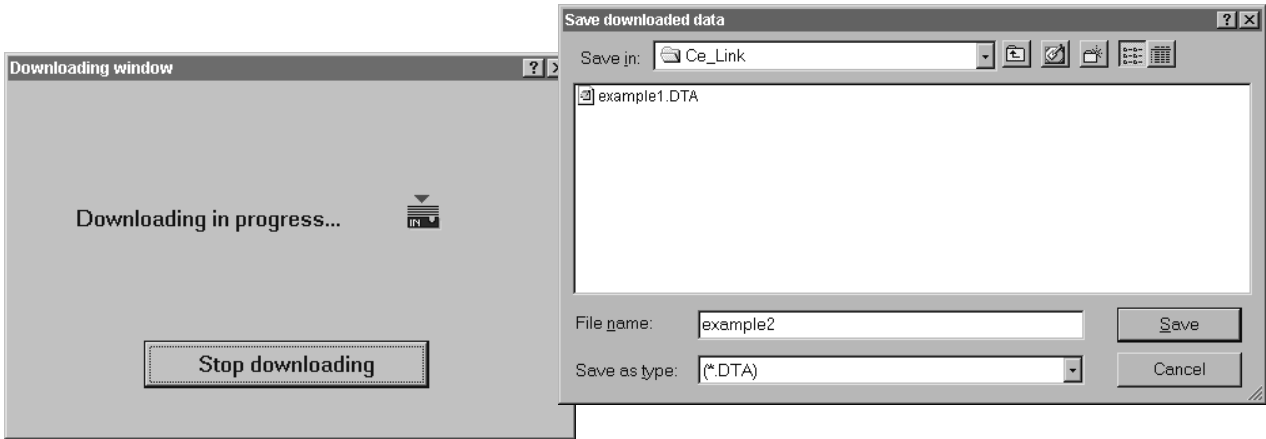 Downloading window
Downloading in progress...
IN
Stop downloading
Save downloaded data
Save in: Ce_Link
example1.DTA
File name: example2
Save
Save as type: (*.DTA)
Cancel